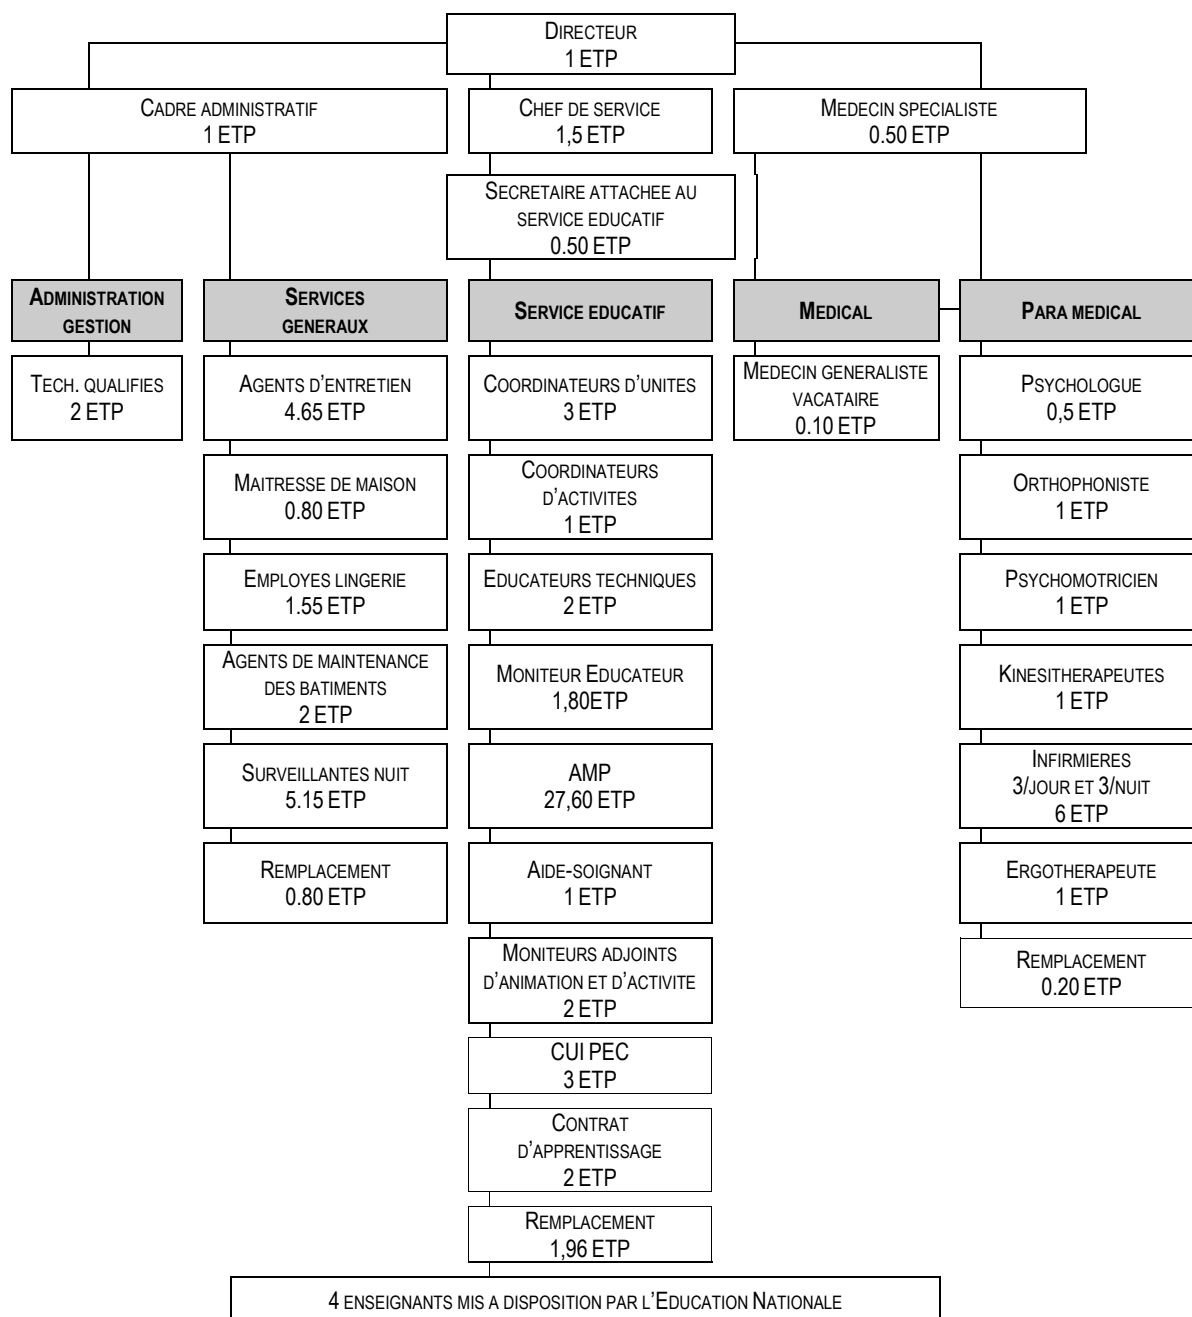 DIRECTEUR
1 ETP
CADRE ADMINISTRATIF
1 ETP
CHEF DE SERVICE
1,5 ETP
MEDECIN SPECIALISTE
0.50 ETP
SECRETAIRE ATTACHEE AU
SERVICE EDUCATIF
0.50 ETP
ADMINISTRATION
GESTION
SERVICES
GENERAUX
SERVICE EDUCATIF
MEDICAL
PARA MEDICAL
TECH. QUALIFIES
2 ETP
AGENTS D'ENTRETIEN
4.65 ETP
COORDINATEURS D'UNITES
3 ETP
MEDECIN GENERALISTE
VACATAIRE
0.10 ETP
PSYCHOLOGUE
0,5 ETP
MAITRESSE DE MAISON
0.80 ETP
COORDINATEURS
D'ACTIVITES
1 ETP
ORTHOPHONISTE
1 ETP
EMPLOYES LINGERIE
1.55 ETP
EDUCATEURS TECHNIQUES
2 ETP
PSYCHOMOTRICIEN
1 ETP
AGENTS DE MAINTENANCE
DES BATIMENTS
2 ETP
MONITEUR EDUCATEUR
1,80ETP
KINESITHERAPEUTES
1 ETP
SURVEILLANTES NUIT
5.15 ETP
AMP
27,60 ETP
INFIRMIERES
3/JOUR ET 3/NUIT
6 ETP
REMPLACEMENT
0.80 ETP
AIDE-SOIGNANT
1 ETP
ERGOTHERAPEUTE
1 ETP
MONITEURS ADJOINTS
D'ANIMATION ET D'ACTIVITE
2 ETP
REMPLACEMENT
0.20 ETP
CUI PEC
3 ETP
CONTRAT
D'APPRENTISSAGE
2 ETP
REMPLACEMENT
1,96 ETP
4 ENSEIGNANTS MIS A DISPOSITION PAR L'EDUCATION NATIONALE